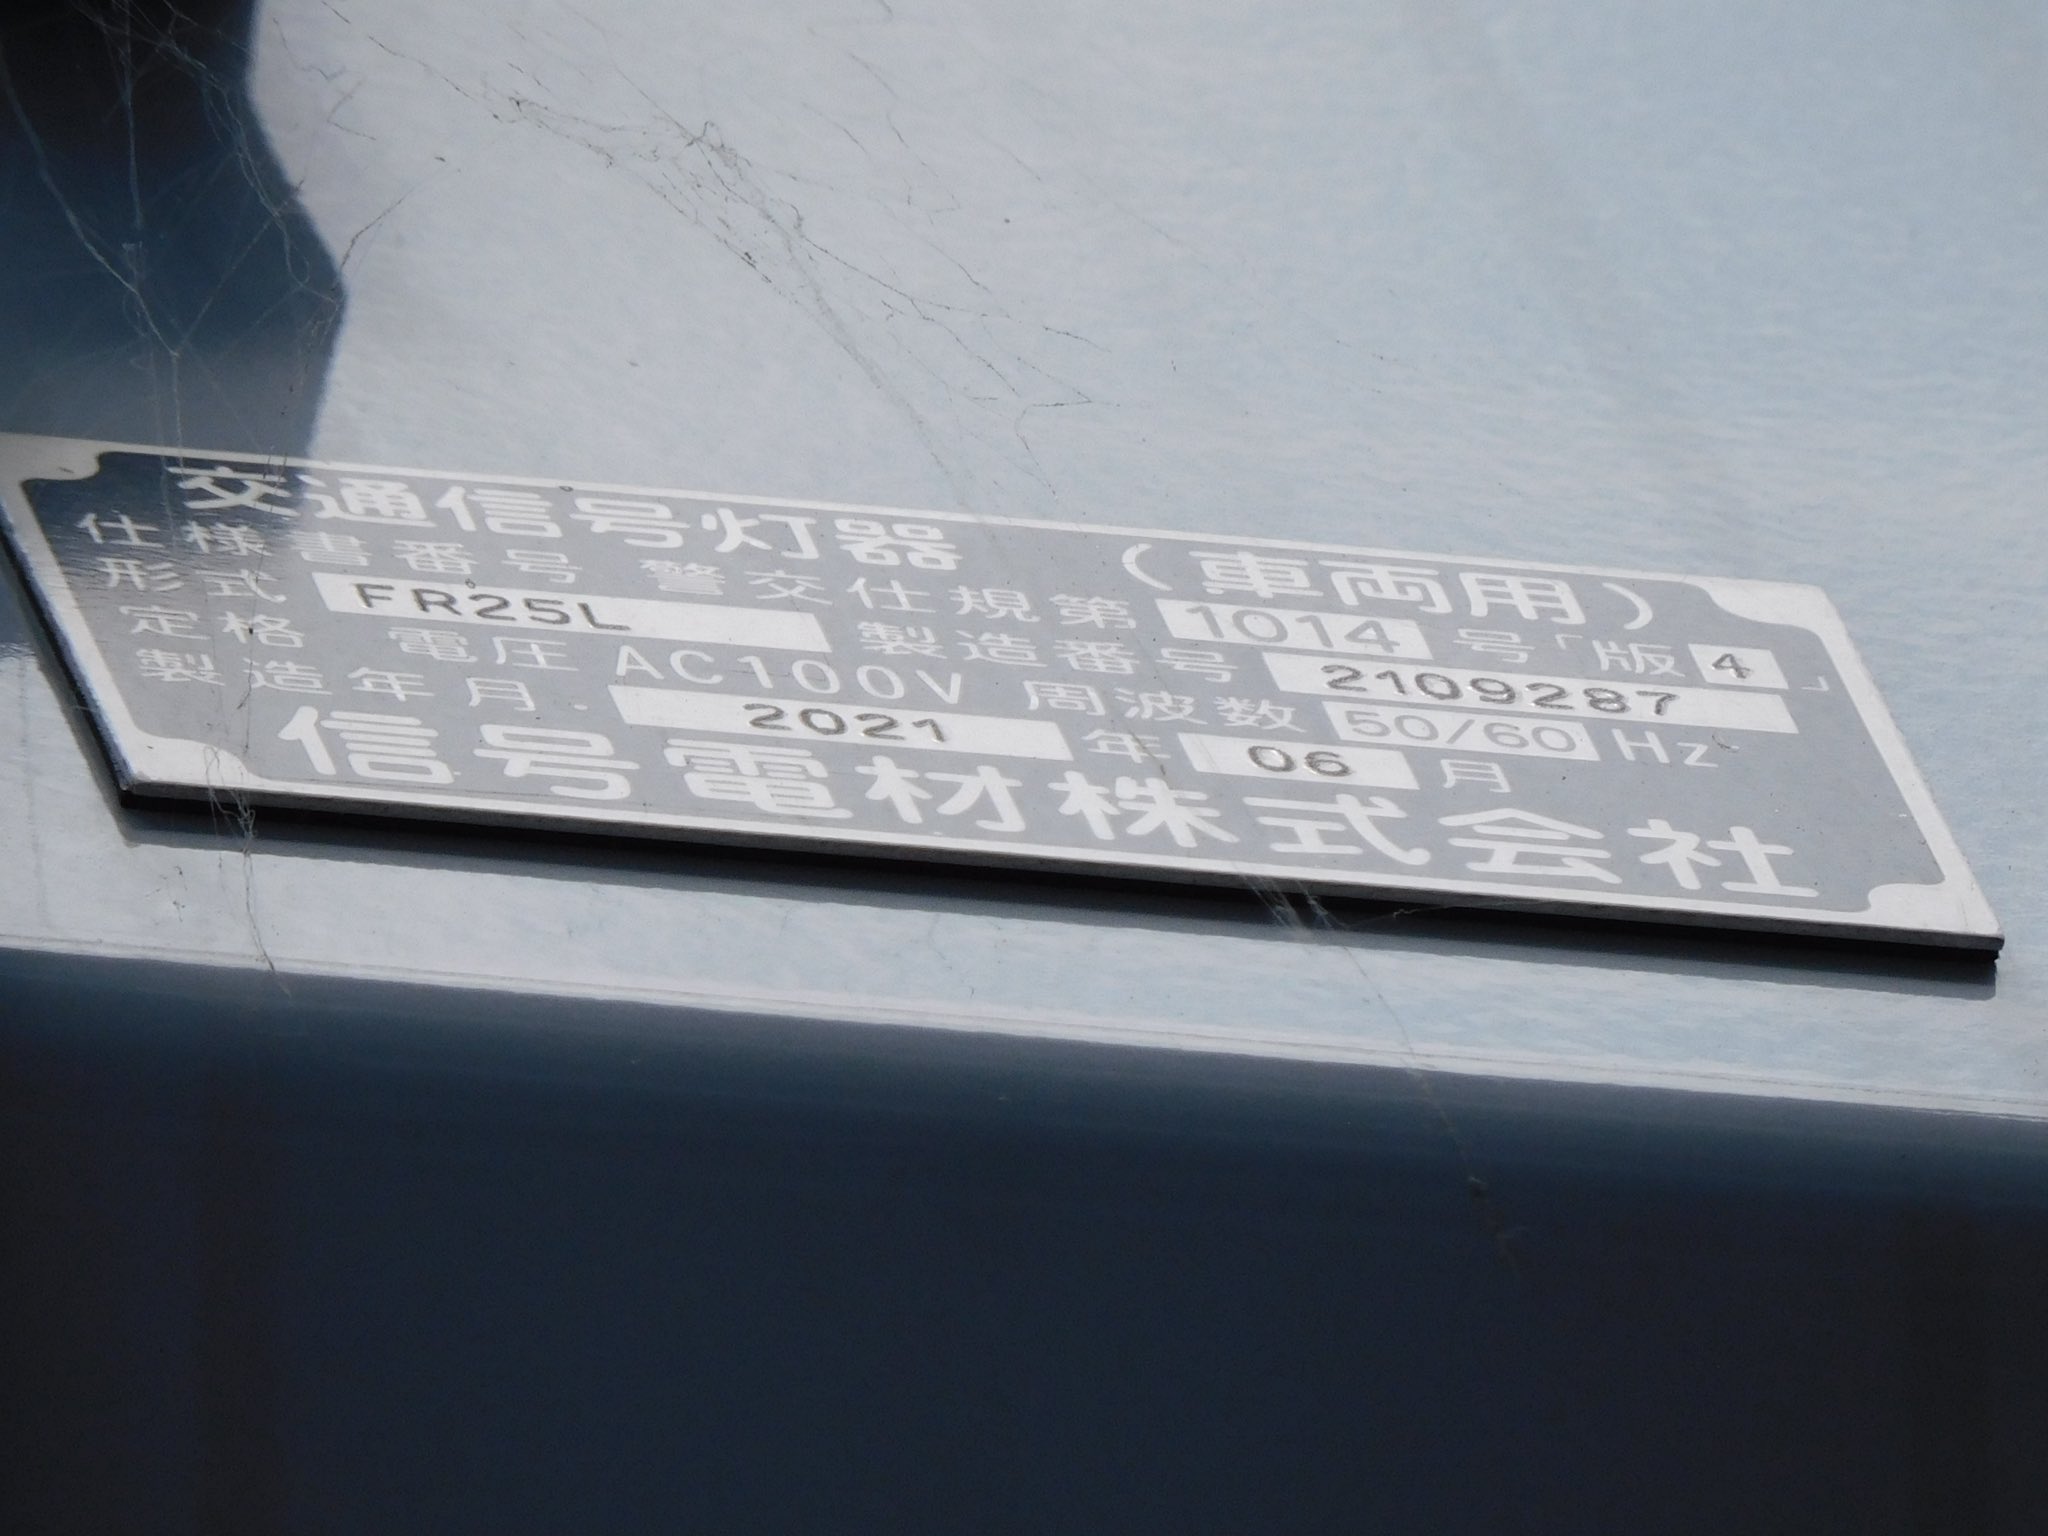 交通信号灯器 (車両用)
仕様書番号 警交仕規第 1014 号「版 4」
形式 FR25L 製造番号 2109287
定格 電圧 AC100V 周波数 50/60 Hz
製造年月 2021 年 06 月
信号電材株式会社